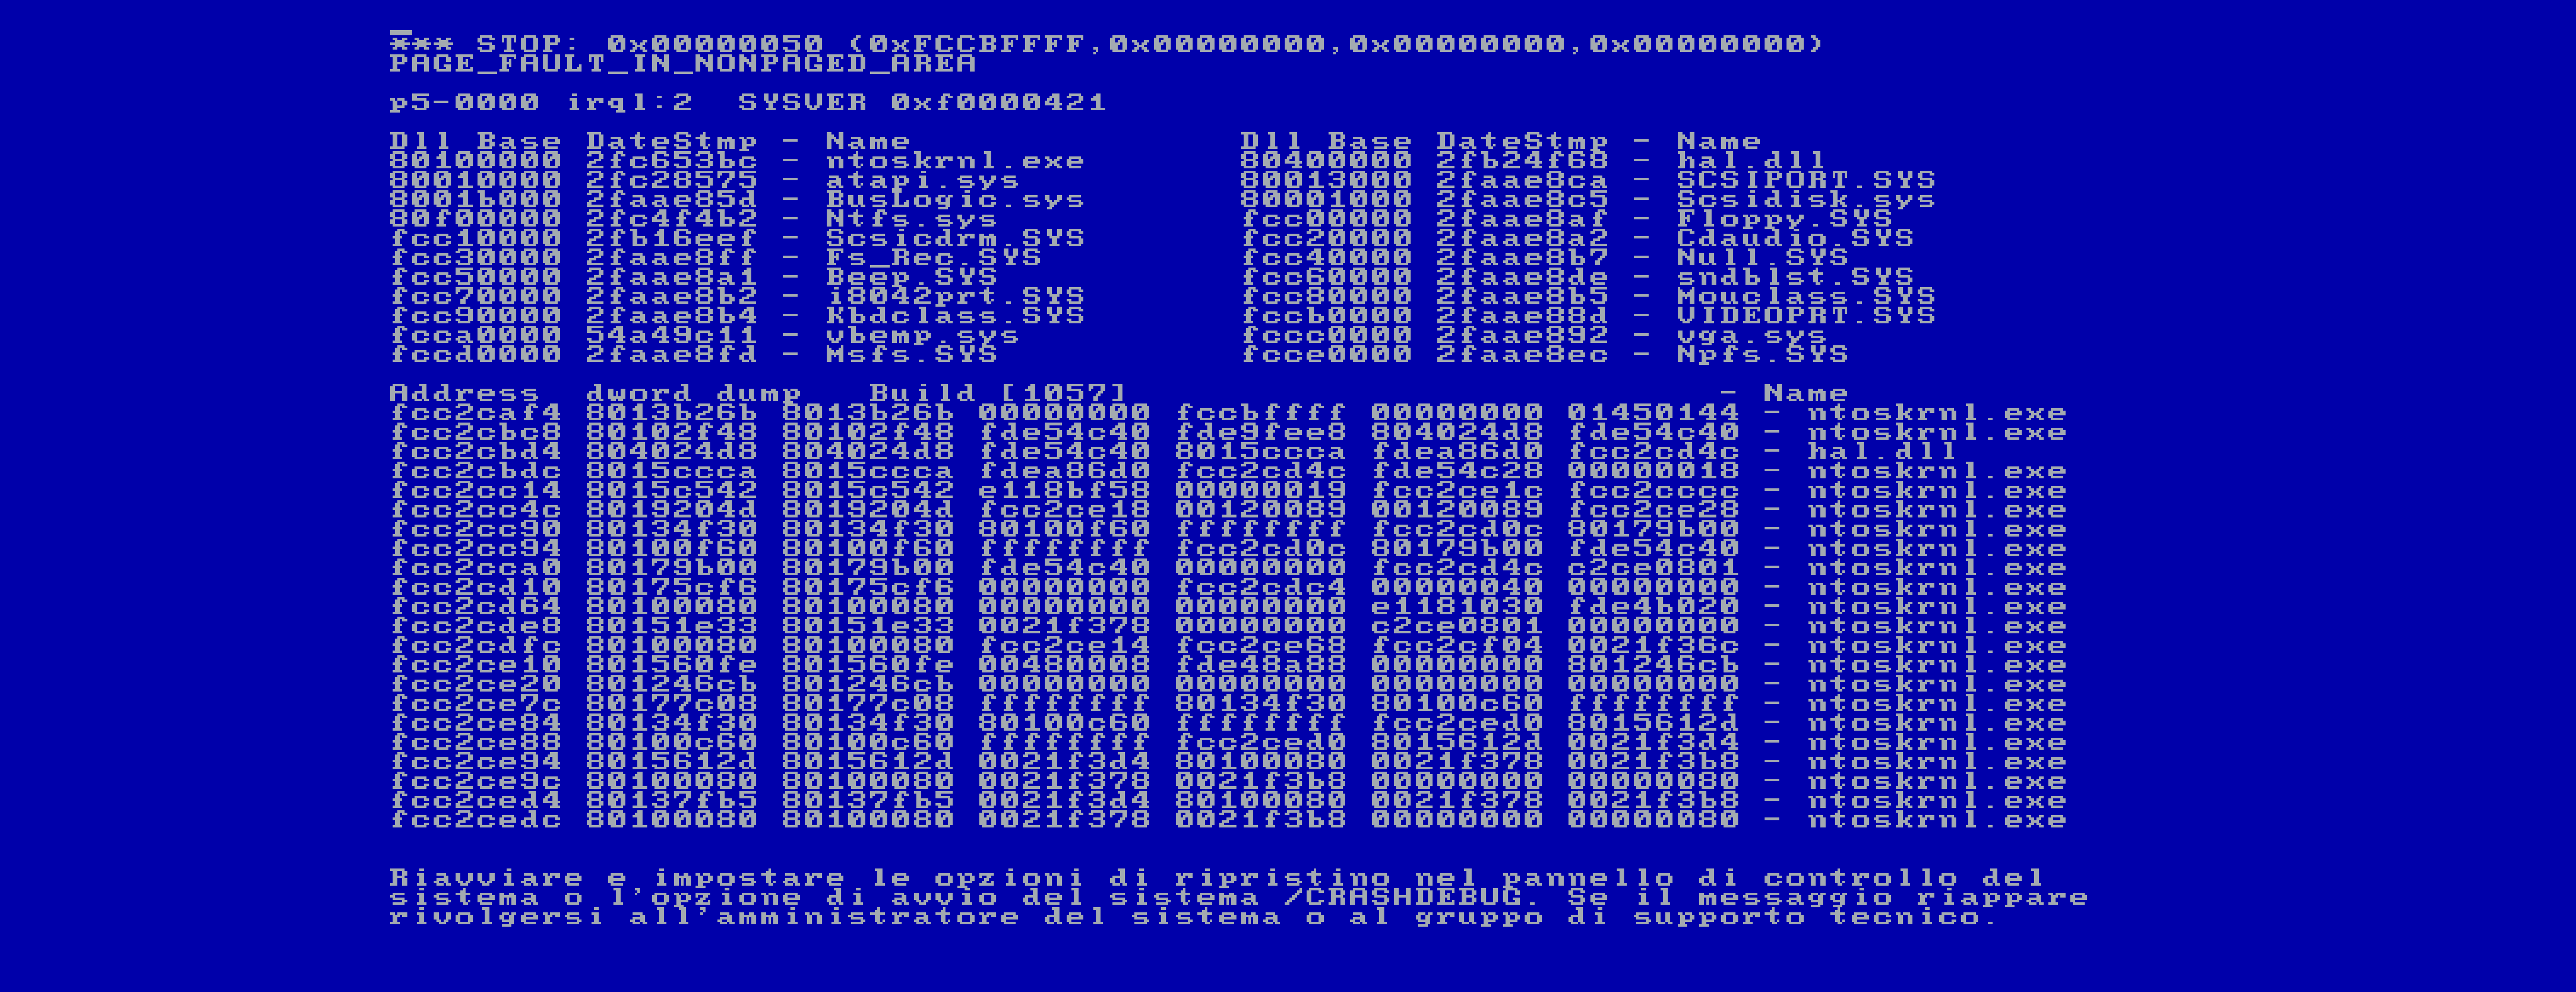 *** STOP: 0x00000050 (0xFCCBFFFF,0x00000000,0x00000000,0x00000000)
PAGE_FAULT_IN_NONPAGED_AREA
p5-0000 irql:2  SYSVER 0xf0000421
Dll Base DateStmp - Name               Dll Base DateStmp - Name
80100000 2fc653bc - ntoskrnl.exe       80400000 2fb24f68 - hal.dll
80010000 2fc28575 - atapi.sys          80013000 2faae8ca - SCSIPORT.SYS
8001b000 2faae85d - BusLogic.sys       80001000 2faae8c5 - Scsidisk.sys
80f00000 2fc4f4b2 - Ntfs.sys           fcc00000 2faae8af - Floppy.SYS
fcc10000 2fb16eef - Scsicdrm.SYS       fcc20000 2faae8a2 - Cdaudio.SYS
fcc30000 2faae8ff - Fs_Rec.SYS         fcc40000 2faae8b7 - Null.SYS
fcc50000 2faae8a1 - Beep.SYS           fcc60000 2faae8de - sndblst.SYS
fcc70000 2faae8b2 - i8042prt.SYS       fcc80000 2faae8b5 - Mouclass.SYS
fcc90000 2faae8b4 - Kbdclass.SYS       fccb0000 2faae88d - VIDEOPRT.SYS
fcca0000 54a49c11 - vbemp.sys          fccc0000 2faae892 - vga.sys
fccd0000 2faae8fd - Msfs.SYS           fcce0000 2faae8ec - Npfs.SYS
Address  dword dump   Build [1057]                           - Name
fcc2caf4 8013b26b 8013b26b 00000000 fccbffff 00000000 01450144 - ntoskrnl.exe
fcc2cbc8 80102f48 80102f48 fde54c40 fde9fee8 804024d8 fde54c40 - ntoskrnl.exe
fcc2cbd4 804024d8 804024d8 fde54c40 8015ccca fdea86d0 fcc2cd4c - hal.dll
fcc2cbdc 8015ccca 8015ccca fdea86d0 fcc2cd4c fde54c28 00000018 - ntoskrnl.exe
fcc2cc14 8015c542 8015c542 e118bf58 00000019 fcc2ce1c fcc2cccc - ntoskrnl.exe
fcc2cc4c 8019204d 8019204d fcc2ce18 00120089 00120089 fcc2ce28 - ntoskrnl.exe
fcc2cc90 80134f30 80134f30 80100f60 ffffffff fcc2cd0c 80179b00 - ntoskrnl.exe
fcc2cc94 80100f60 80100f60 ffffffff fcc2cd0c 80179b00 fde54c40 - ntoskrnl.exe
fcc2cca0 80179b00 80179b00 fde54c40 00000000 fcc2cd4c c2ce0801 - ntoskrnl.exe
fcc2cd10 80175cf6 80175cf6 00000000 fcc2cdc4 00000040 00000000 - ntoskrnl.exe
fcc2cd64 80100080 80100080 00000000 00000000 e1181030 fde4b020 - ntoskrnl.exe
fcc2cde8 80151e33 80151e33 0021f378 00000000 c2ce0801 00000000 - ntoskrnl.exe
fcc2cdfc 80100080 80100080 fcc2ce14 fcc2ce68 fcc2cf04 0021f36c - ntoskrnl.exe
fcc2ce10 801560fe 801560fe 00480008 fde48a88 00000000 801246cb - ntoskrnl.exe
fcc2ce20 801246cb 801246cb 00000000 00000000 00000000 00000000 - ntoskrnl.exe
fcc2ce7c 80177c08 80177c08 ffffffff 80134f30 80100c60 ffffffff - ntoskrnl.exe
fcc2ce84 80134f30 80134f30 80100c60 ffffffff fcc2ced0 8015612d - ntoskrnl.exe
fcc2ce88 80100c60 80100c60 ffffffff fcc2ced0 8015612d 0021f3d4 - ntoskrnl.exe
fcc2ce94 8015612d 8015612d 0021f3d4 80100080 0021f378 0021f3b8 - ntoskrnl.exe
fcc2ce9c 80100080 80100080 0021f378 0021f3b8 00000000 00000080 - ntoskrnl.exe
fcc2ced4 80137fb5 80137fb5 0021f3d4 80100080 0021f378 0021f3b8 - ntoskrnl.exe
fcc2cedc 80100080 80100080 0021f378 0021f3b8 00000000 00000080 - ntoskrnl.exe
Riavviare e impostare le opzioni di ripristino nel pannello di controllo del
sistema o l'opzione di avvio del sistema /CRASHDEBUG. Se il messaggio riappare
rivolgersi all'amministratore del sistema o al gruppo di supporto tecnico.